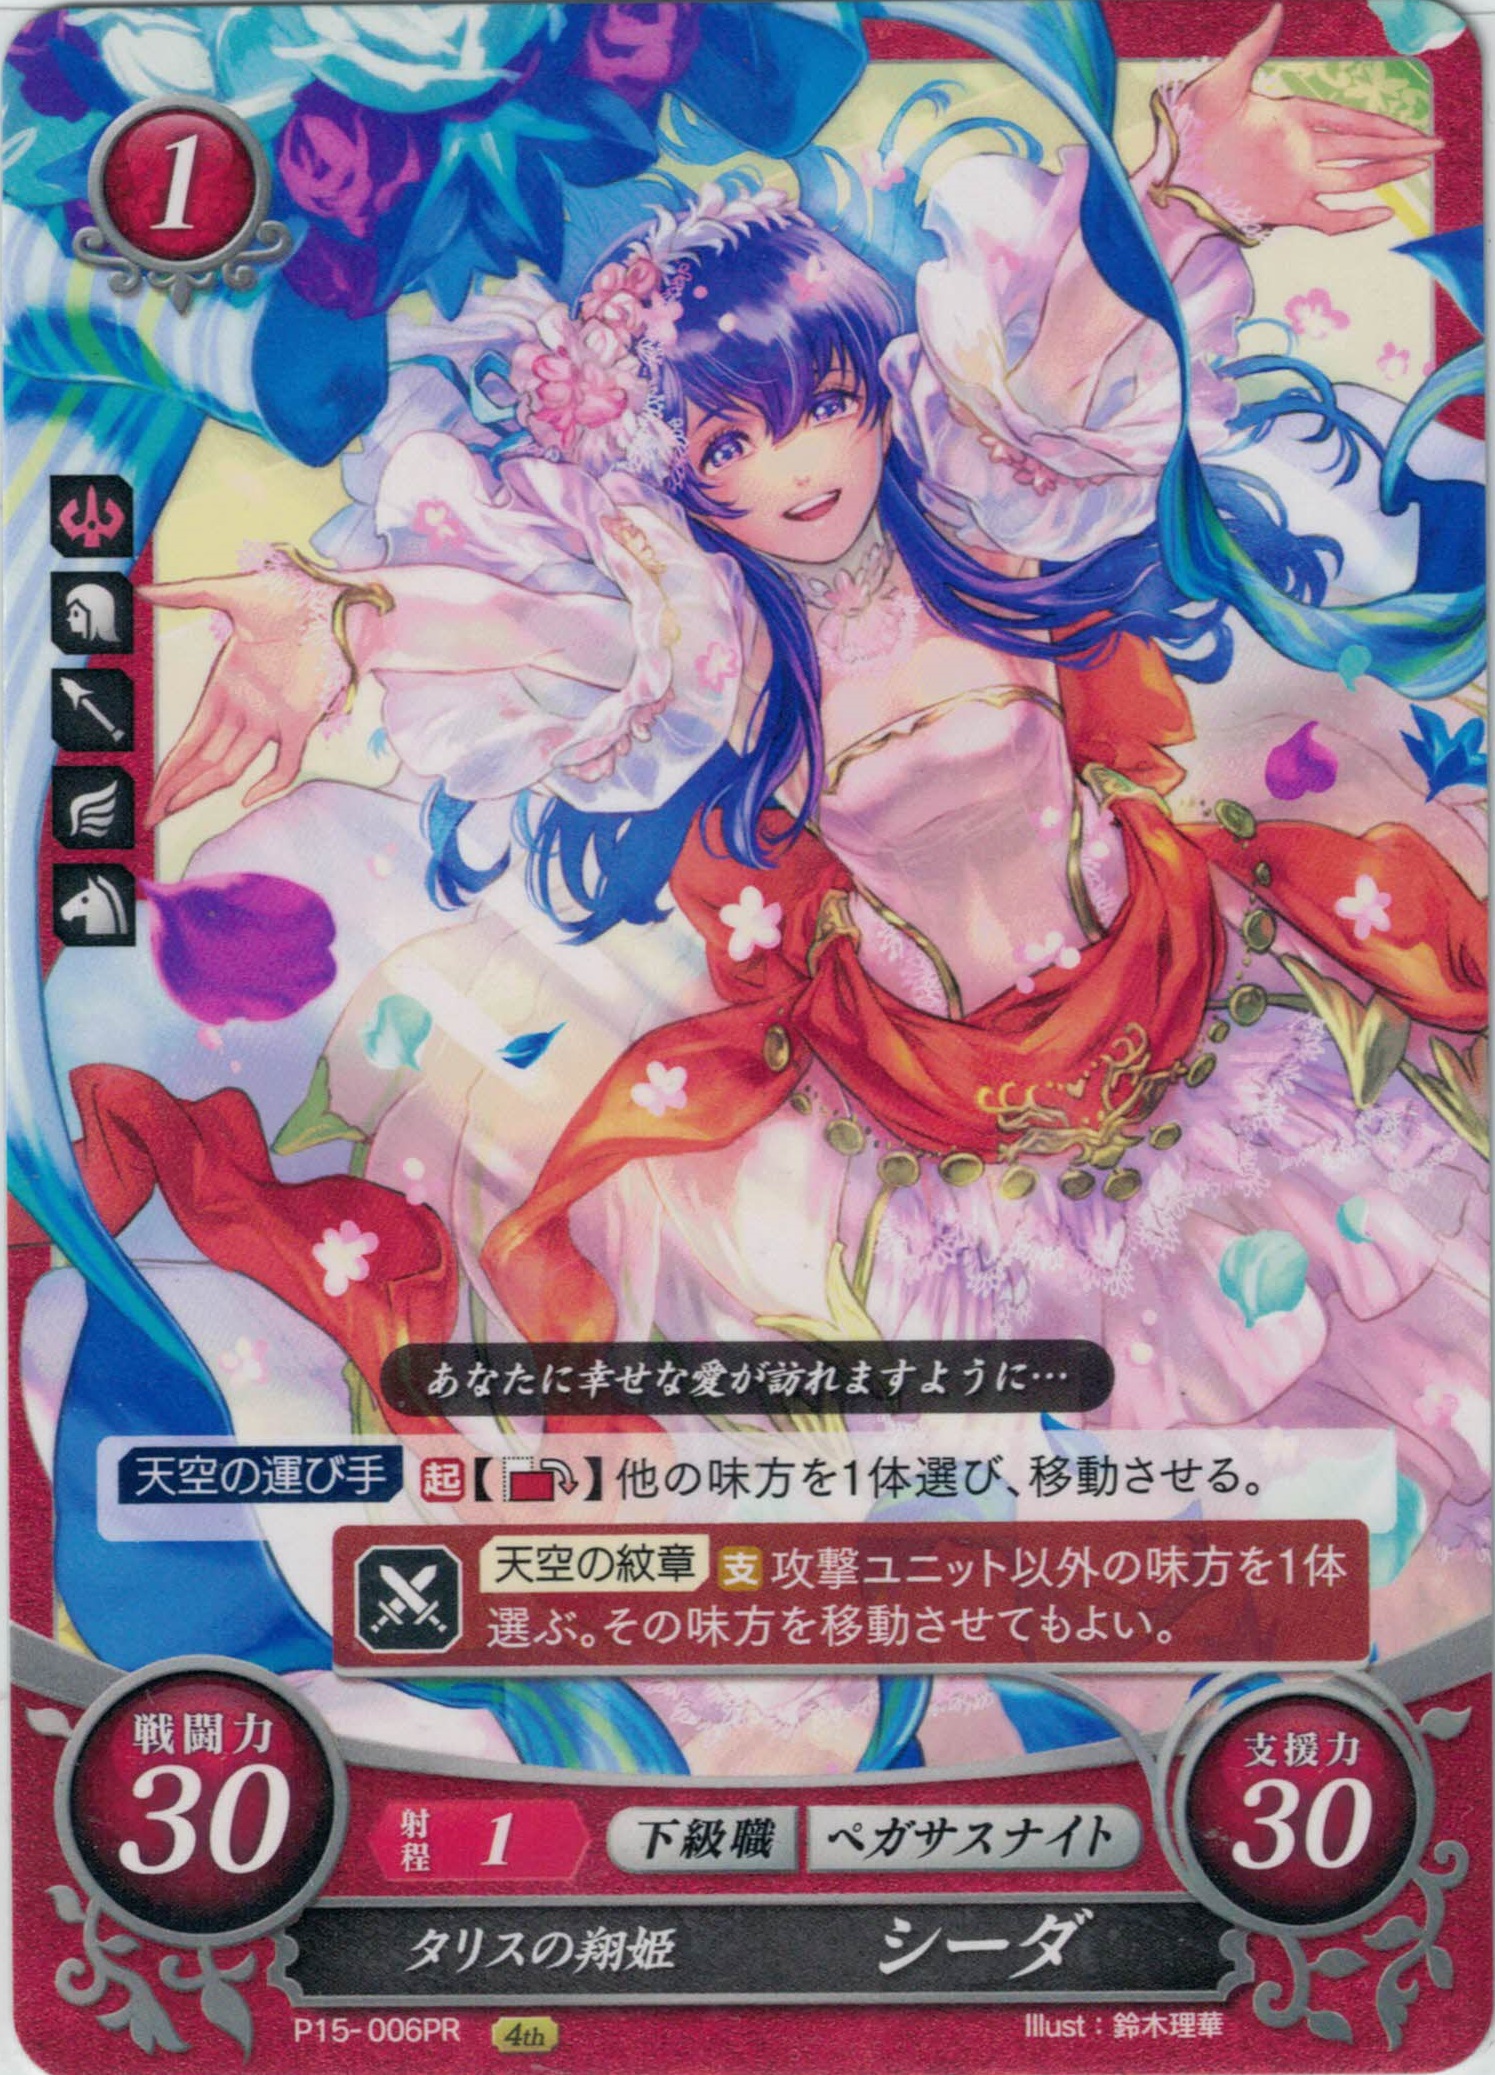 1
あなたに幸せな愛が訪れますように…
天空の運び手 起【 】他の味方を1体選び、移動させる。
天空の紋章 支 攻撃ユニット以外の味方を1体
選ぶ。その味方を移動させてもよい。
戦闘力
30
射程 1
下級職 ペガサスナイト
支援力
30
タリスの翔姫 シーダ
P15-006PR 4th
Illust：鈴木理華